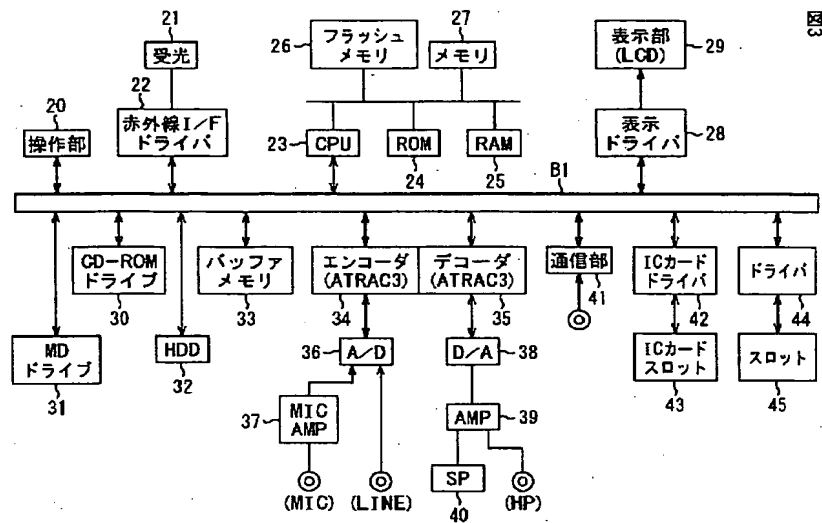 図3
21
受光
22
赤外線I/F
ドライバ
20
操作部
26
フラッシュ
メモリ
27
メモリ
23
CPU
ROM
24
RAM
25
表示部
(LCD)
29
表示
ドライバ
28
B1
CD-ROM
ドライブ
30
MD
ドライブ
31
HDD
32
バッファ
メモリ
33
エンコーダ
(ATRAC3)
34
デコーダ
(ATRAC3)
35
36
A/D
37
MIC
AMP
(MIC)
(LINE)
D/A
38
AMP
39
SP
40
(HP)
通信部
41
ICカード
ドライバ
42
ICカード
スロット
43
ドライバ
44
スロット
45